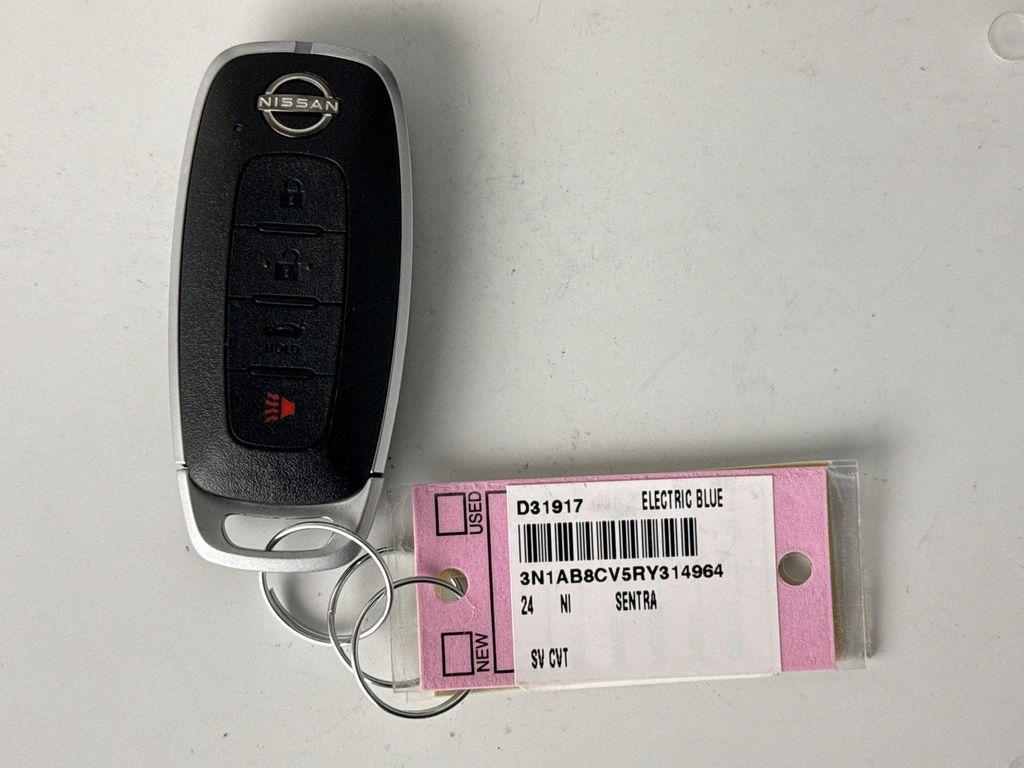 NISSAN
HOLD
USED
NEW
D31917 ELECTRIC BLUE
3N1AB8CV5RY314964
24 NI SENTRA
SV CVT